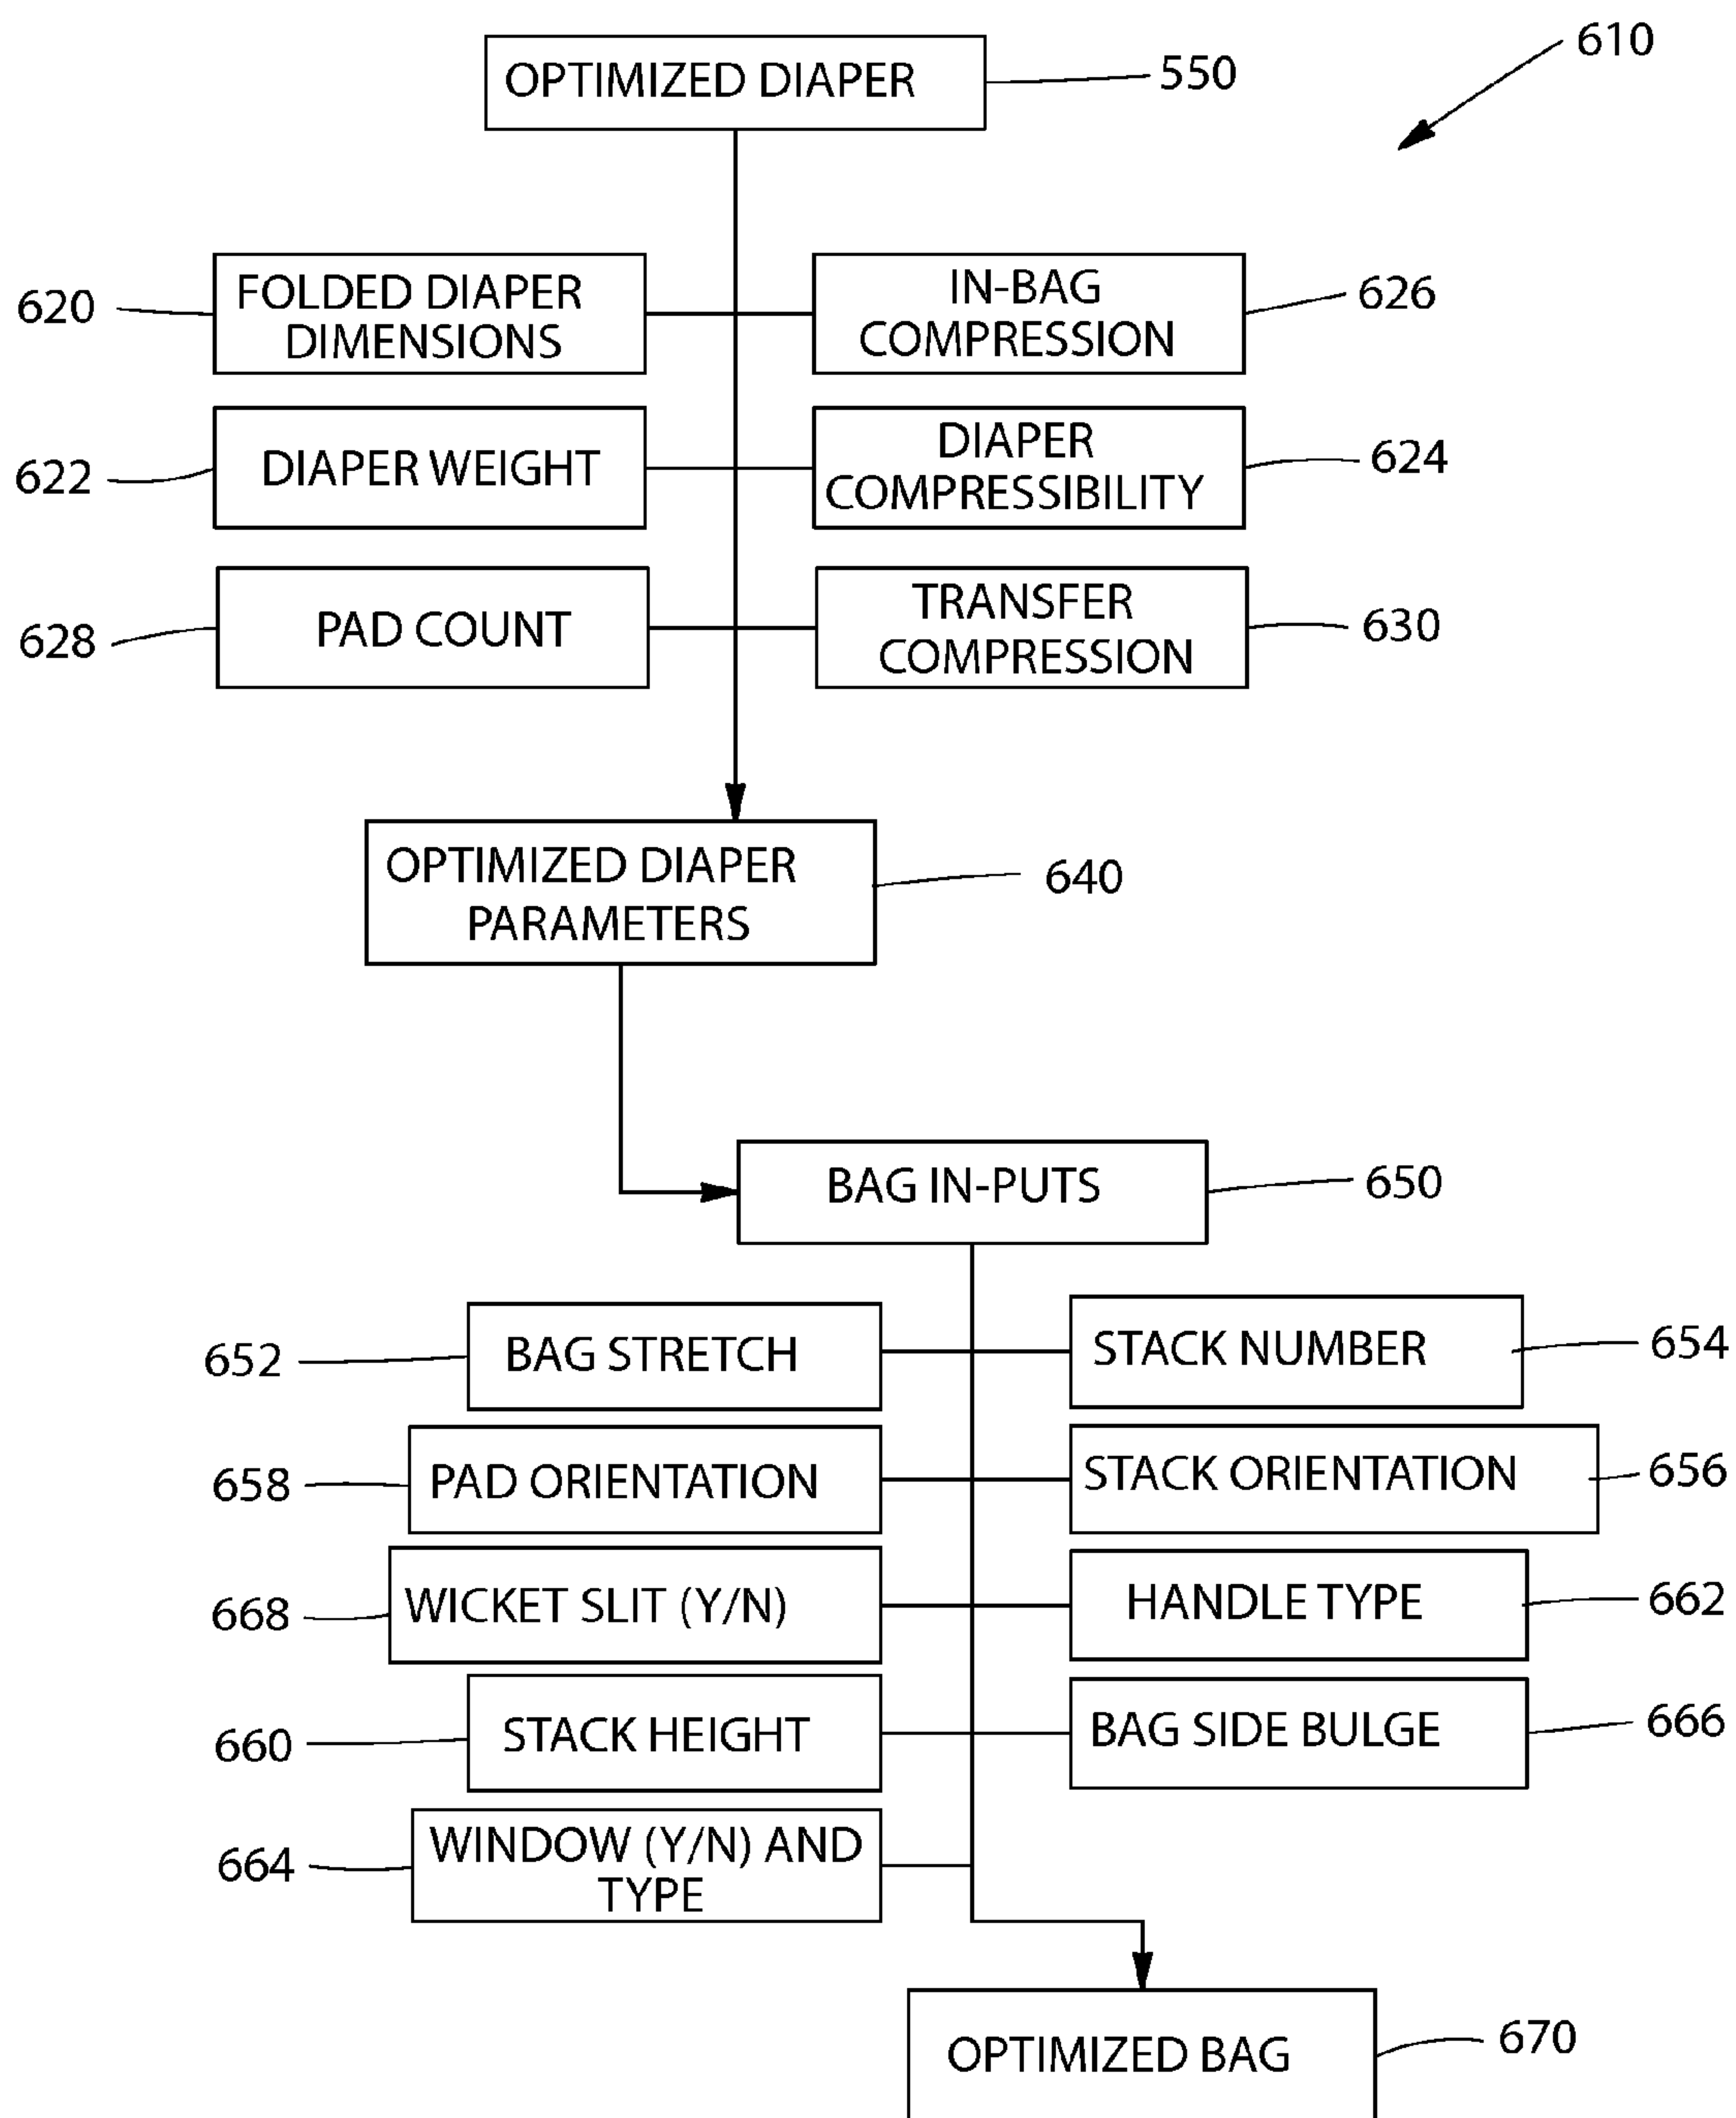 610
OPTIMIZED DIAPER
550
620
FOLDED DIAPER
DIMENSIONS
IN-BAG
COMPRESSION
626
622
DIAPER WEIGHT
DIAPER
COMPRESSIBILITY
624
628
PAD COUNT
TRANSFER
COMPRESSION
630
OPTIMIZED DIAPER
PARAMETERS
640
BAG IN-PUTS
650
652
BAG STRETCH
STACK NUMBER
654
658
PAD ORIENTATION
STACK ORIENTATION
656
668
WICKET SLIT (Y/N)
HANDLE TYPE
662
660
STACK HEIGHT
BAG SIDE BULGE
666
664
WINDOW (Y/N) AND
TYPE
OPTIMIZED BAG
670